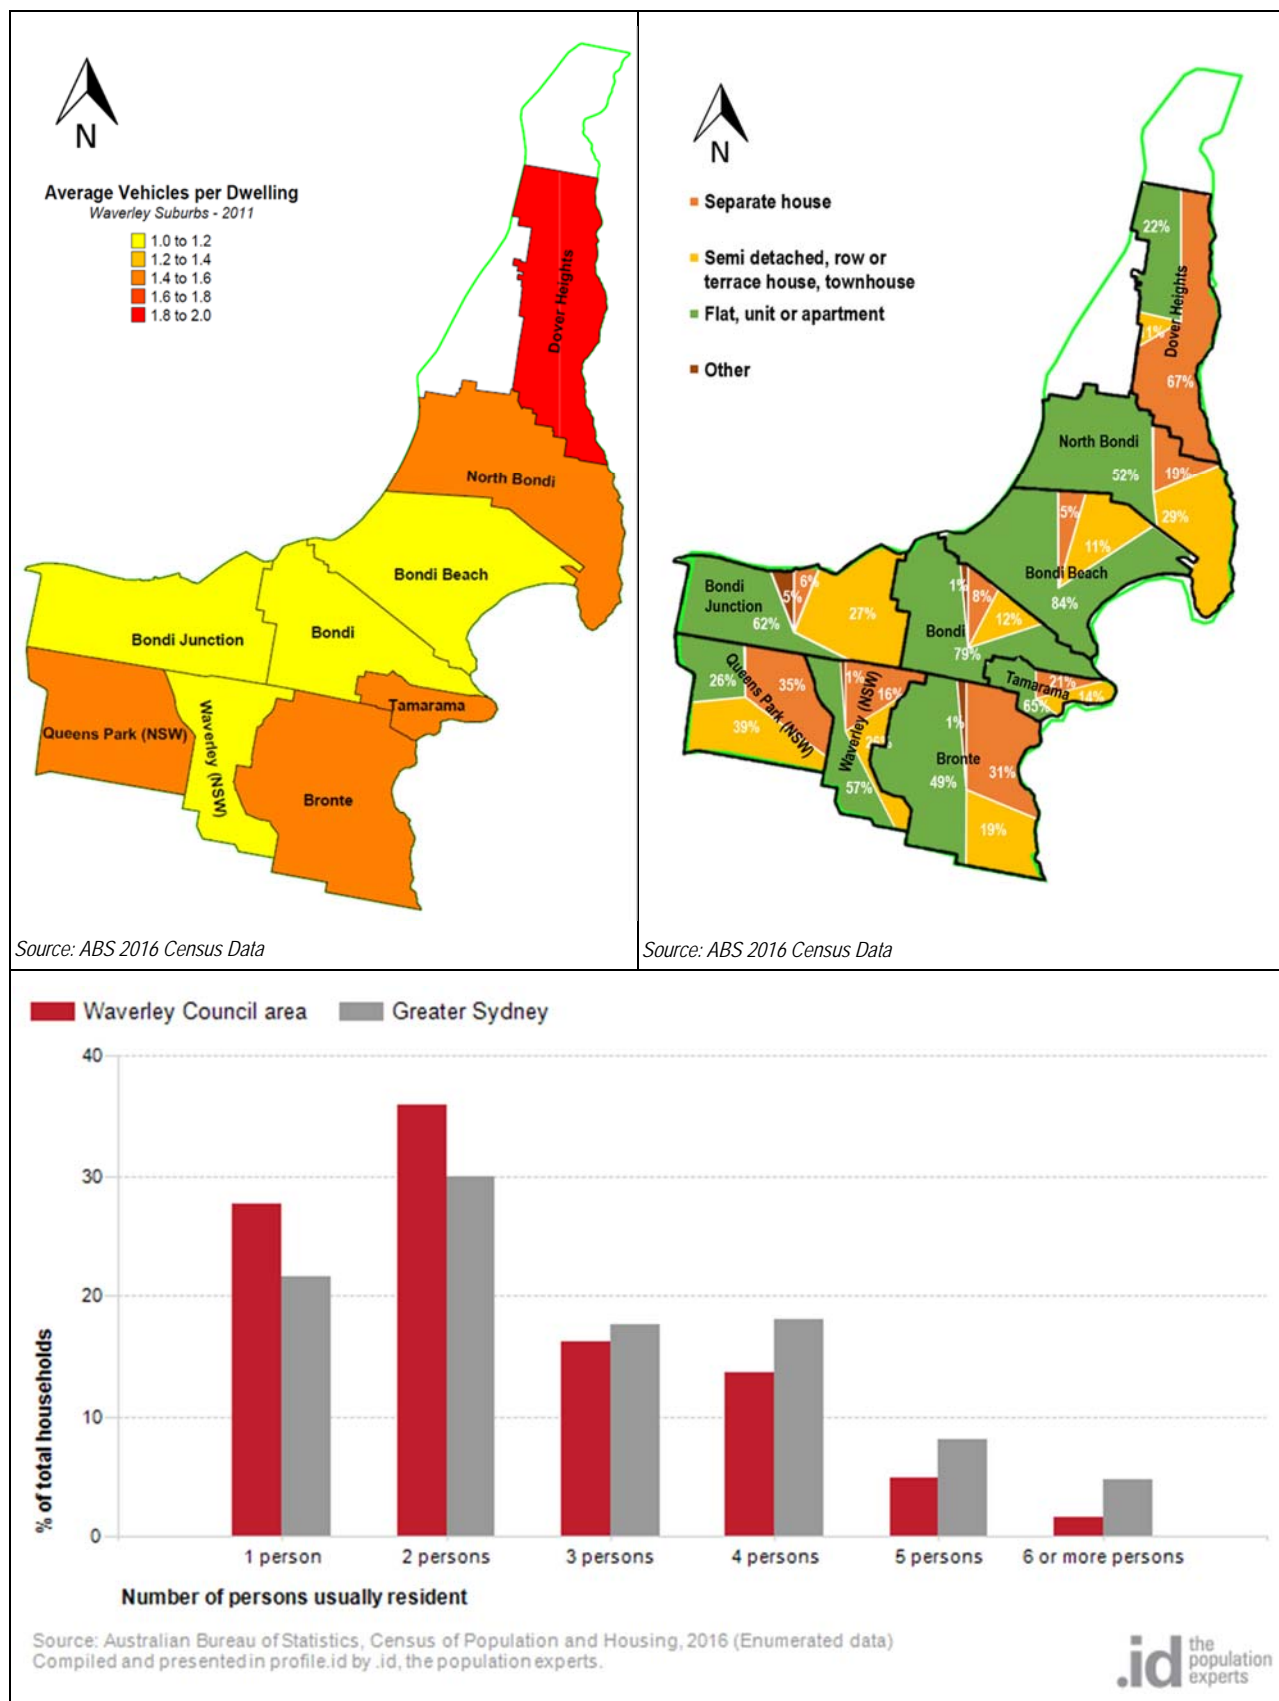 N
Average Vehicles per Dwelling
Waverley Suburbs - 2011
1.0 to 1.2
1.2 to 1.4
1.4 to 1.6
1.6 to 1.8
1.8 to 2.0
Dover Heights
North Bondi
Bondi Beach
Bondi
Bondi Junction
Tamarama
Queens Park (NSW)
Waverley (NSW)
Bronte
Source: ABS 2016 Census Data
N
Separate house
Semi detached, row or
terrace house, townhouse
Flat, unit or apartment
Other
22%
Dover Heights
67%
North Bondi
52%
19%
29%
5%
11%
Bondi Beach
84%
Bondi
Junction
5%
6%
62%
27%
1%
8%
12%
Bondi
79%
Tamarama
21%
14%
65%
26%
35%
Queens Park (NSW)
39%
1%
16%
Waverley (NSW)
26%
57%
1%
Bronte
49%
31%
19%
Source: ABS 2016 Census Data
Waverley Council area
Greater Sydney
40
30
20
10
0
% of total households
1 person
2 persons
3 persons
4 persons
5 persons
6 or more persons
Number of persons usually resident
Source: Australian Bureau of Statistics, Census of Population and Housing, 2016 (Enumerated data)
Compiled and presented in profile.id by .id, the population experts.
.id
the
population
experts